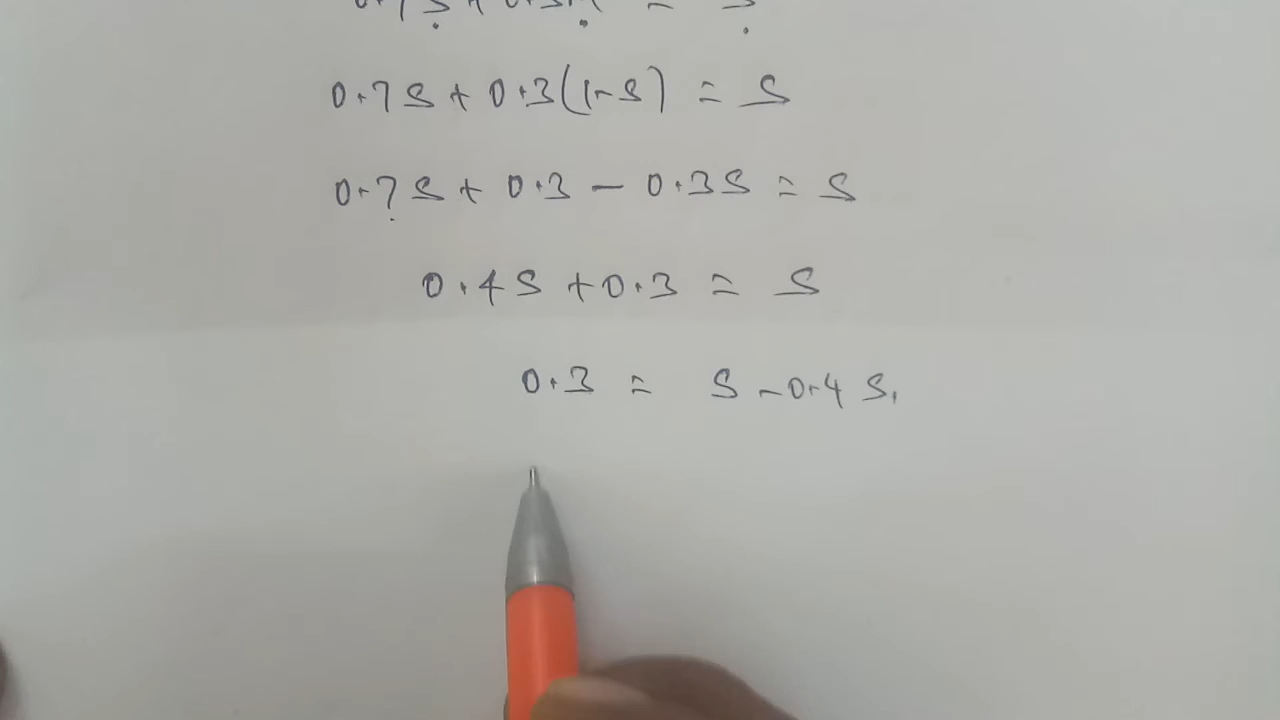 0.7S + 0.3(1-S) = S
0.7S + 0.3 - 0.3S = S
0.4S + 0.3 = S
0.3 = S - 0.4S.